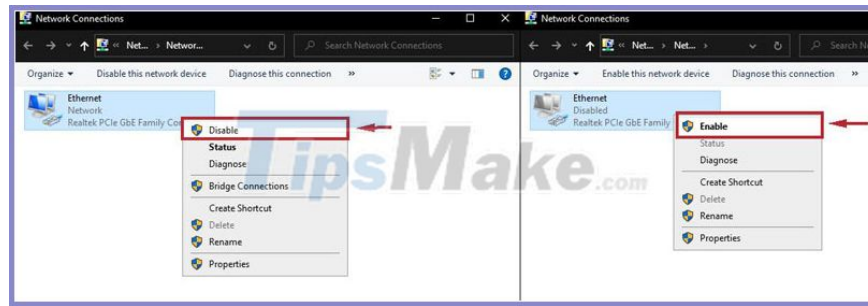 Network Connections
Net... › Networ...
Search Network Connections
Organize
Disable this network device
Diagnose this connection
»
Ethernet
Network
Realtek PCIe GbE Family Con
Disable
Status
Diagnose
Bridge Connections
Create Shortcut
Delete
Rename
Properties
Network Connections
Net... › Net... ›
Search N
Organize
Enable this network device
Diagnose this connection
»
Ethernet
Disabled
Realtek PCIe GbE Family
Enable
Status
Diagnose
Create Shortcut
Delete
Rename
Properties
TipsMake.com